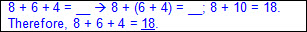 8 + 6 + 4 = __ → 8 + (6 + 4) = __; 8 + 10 = 18.
Therefore, 8 + 6 + 4 = 18.